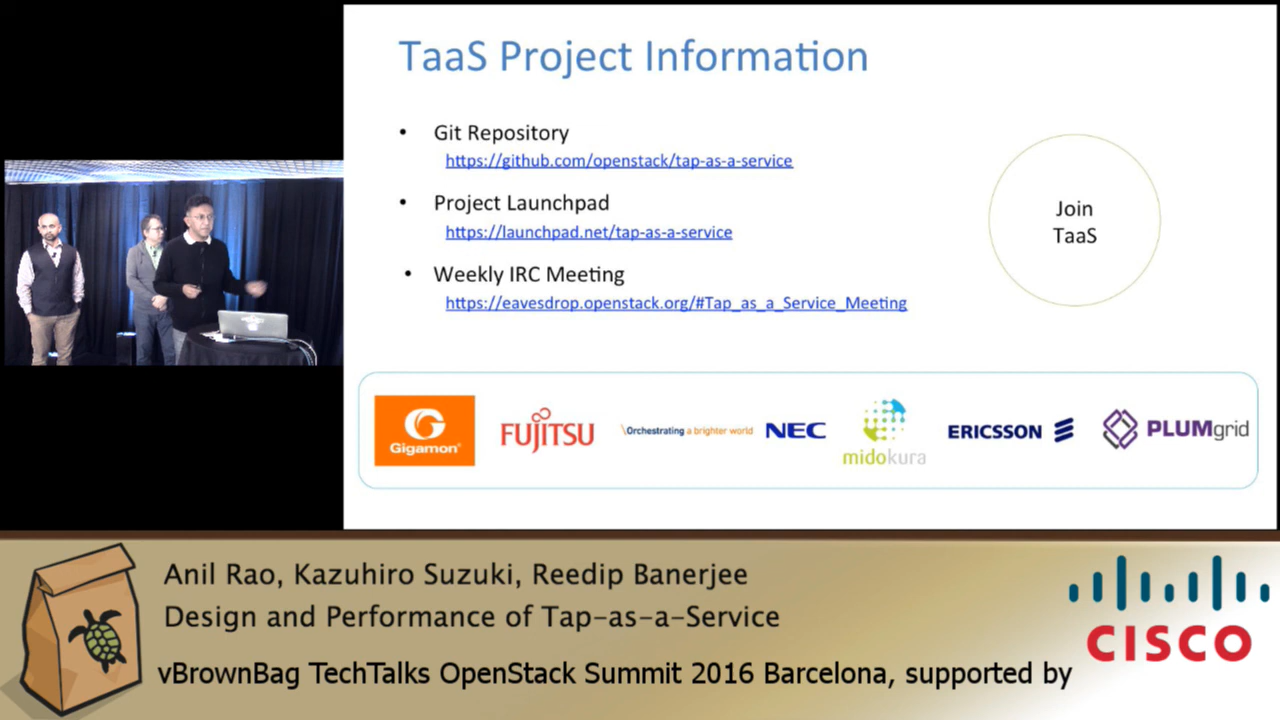 TaaS Project Information
• Git Repository
https://github.com/openstack/tap-as-a-service
• Project Launchpad
https://launchpad.net/tap-as-a-service
• Weekly IRC Meeting
https://eavesdrop.openstack.org/#Tap_as_a_Service_Meeting
Join
TaaS
Gigamon®
FUJITSU
\Orchestrating a brighter world NEC
midokura
ERICSSON
PLUMgrid
Anil Rao, Kazuhiro Suzuki, Reedip Banerjee
Design and Performance of Tap-as-a-Service
vBrownBag TechTalks OpenStack Summit 2016 Barcelona, supported by
CISCO